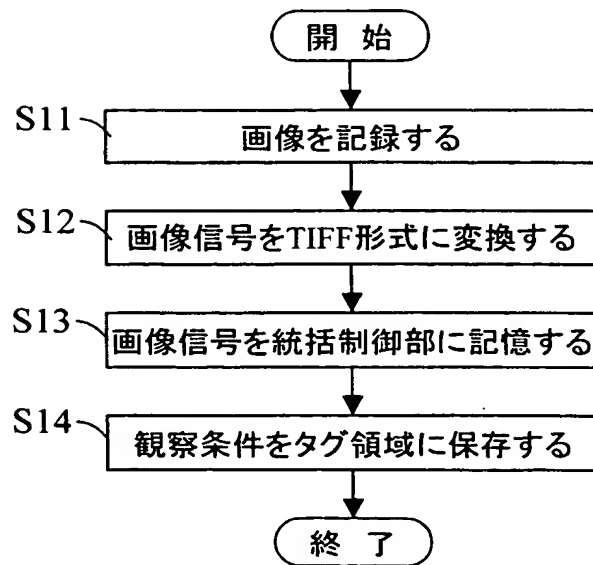 開 始
S11
画像を記録する
S12
画像信号をTIFF形式に変換する
S13
画像信号を統括制御部に記憶する
S14
観察条件をタグ領域に保存する
終 了